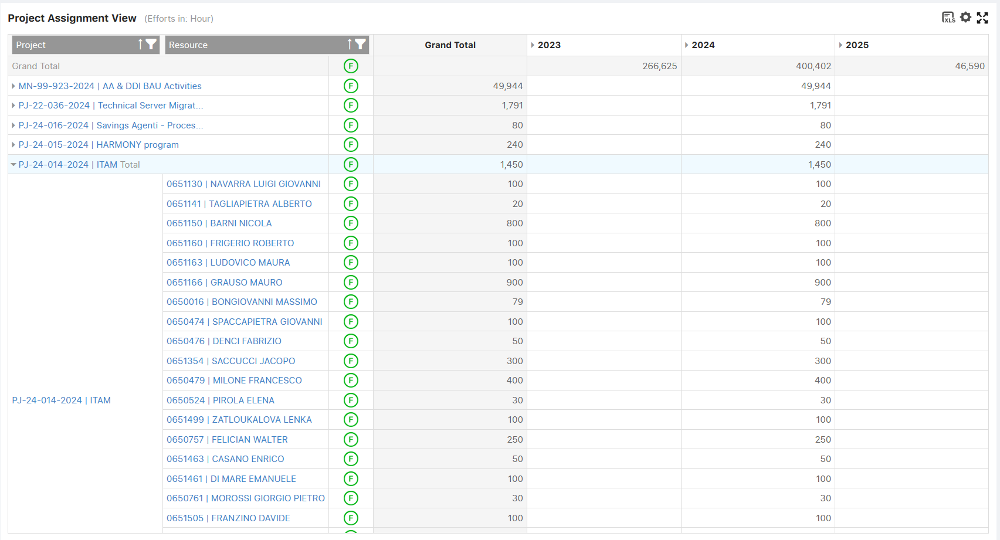 Project Assignment View (Efforts in: Hour)
XLS
Project Resource Grand Total 2023 2024 2025
Grand Total F 266,625 400,402 46,590
MN-99-923-2024 | AA & DDI BAU Activities F 49,944 49,944
PJ-22-036-2024 | Technical Server Migrat... F 1,791 1,791
PJ-24-016-2024 | Savings Agenti - Proces... F 80 80
PJ-24-015-2024 | HARMONY program F 240 240
PJ-24-014-2024 | ITAM Total F 1,450 1,450
0651130 | NAVARRA LUIGI GIOVANNI F 100 100
0651141 | TAGLIAPIETRA ALBERTO F 20 20
0651150 | BARNI NICOLA F 800 800
0651160 | FRIGERIO ROBERTO F 100 100
0651163 | LUDOVICO MAURA F 100 100
0651166 | GRAUSO MAURO F 900 900
0650016 | BONGIOVANNI MASSIMO F 79 79
0650474 | SPACCAPIETRA GIOVANNI F 100 100
0650476 | DENCI FABRIZIO F 50 50
0651354 | SACCUCCI JACOPO F 300 300
0650479 | MILONE FRANCESCO F 400 400
PJ-24-014-2024 | ITAM 0650524 | PIROLA ELENA F 30 30
0651499 | ZATLOUKALOVA LENKA F 100 100
0650757 | FELICIAN WALTER F 250 250
0651463 | CASANO ENRICO F 50 50
0651461 | DI MARE EMANUELE F 100 100
0650761 | MOROSSI GIORGIO PIETRO F 30 30
0651505 | FRANZINO DAVIDE F 100 100